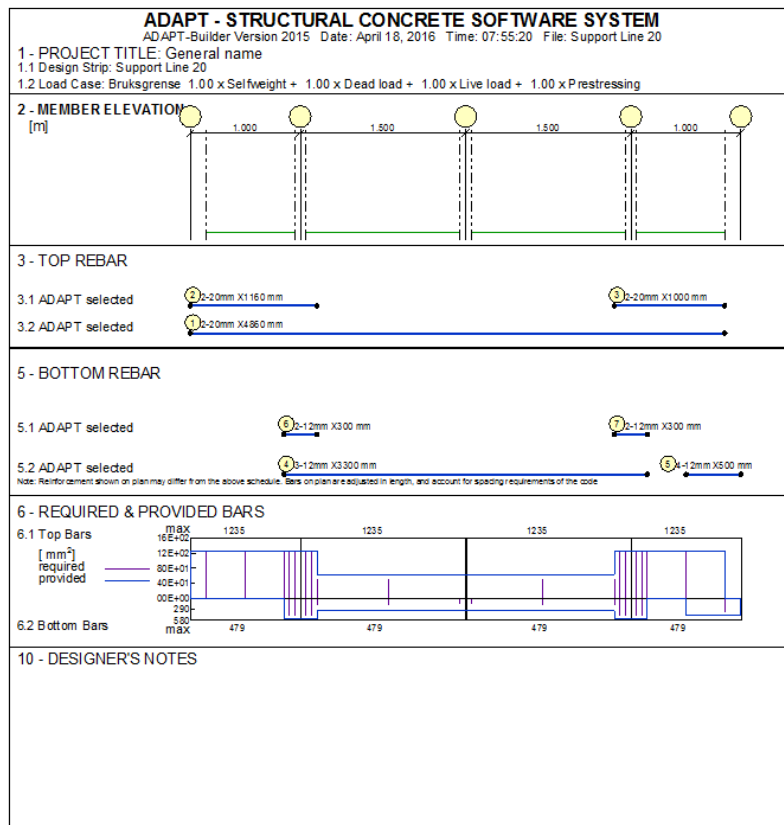 ADAPT - STRUCTURAL CONCRETE SOFTWARE SYSTEM
ADAPT-Builder Version 2015 Date: April 18, 2016 Time: 07:55:20 File: Support Line 20
1 - PROJECT TITLE: General name
1.1 Design Strip: Support Line 20
1.2 Load Case: Bruksgrense 1.00 x Selfweight + 1.00 x Dead load + 1.00 x Live load + 1.00 x Prestressing
2 - MEMBER ELEVATION
[m] 1.000 1.500 1.500 1.000
3 - TOP REBAR
3.1 ADAPT selected 2 2-20mm X1160 mm 3 2-20mm X1000 mm
3.2 ADAPT selected 1 2-20mm X4860 mm
5 - BOTTOM REBAR
5.1 ADAPT selected 6 2-12mm X300 mm 7 2-12mm X300 mm
5.2 ADAPT selected 4 3-12mm X3300 mm 5 4-12mm X500 mm
Note: Reinforcement shown on plan may differ from the above schedule. Bars on plan are adjusted in length, and account for spacing requirements of the code
6 - REQUIRED & PROVIDED BARS
6.1 Top Bars max 1235 1235 1235 1235
16E+02
[ mm²] 12E+02
required 80E+01
provided 40E+01
00E+00
290
6.2 Bottom Bars 580
max 479 479 479 479
10 - DESIGNER'S NOTES